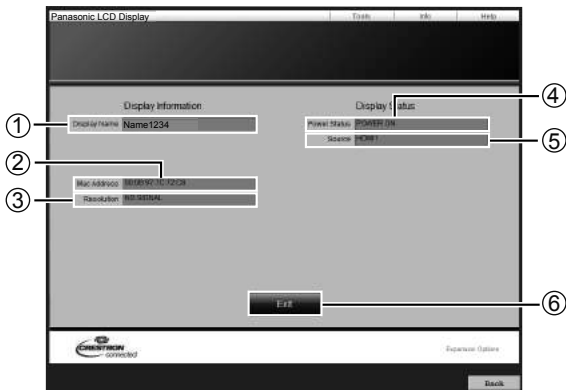 Panasonic LCD Display Tools Info Help
Display Information Display Status
① Display Name Name1234 Power Status POWER ON ④
Source HDMI1 ⑤
② Mac Address
③ Resolution NO SIGNAL
Exit ⑥
CRESTRON connected Expansion Options
Back